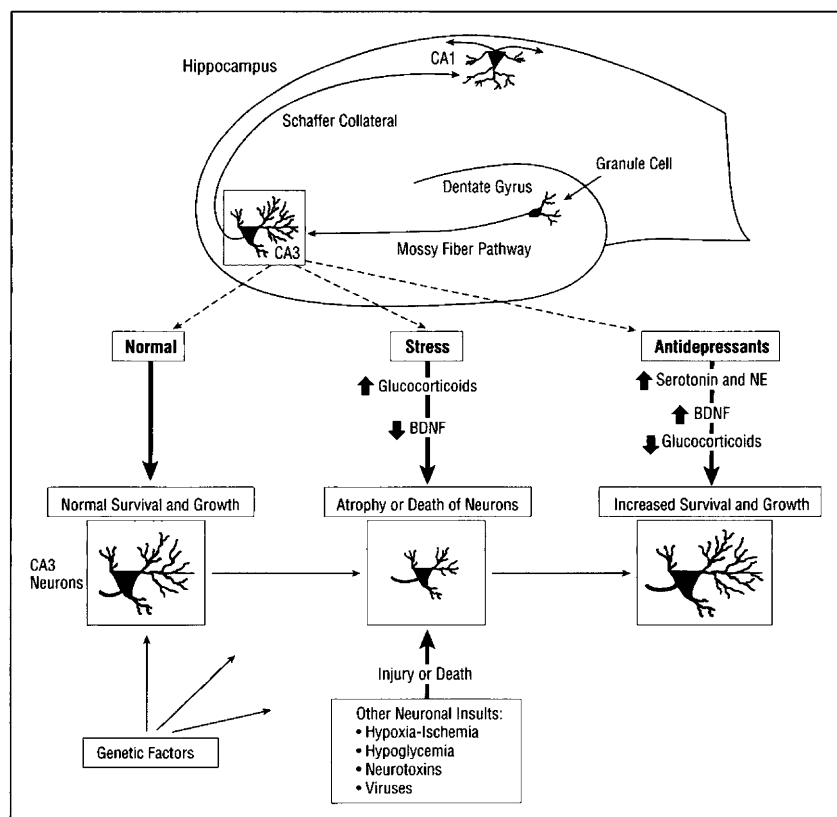 Hippocampus
CA1
Schaffer Collateral
Granule Cell
Dentate Gyrus
CA3
Mossy Fiber Pathway
Normal
Stress
Antidepressants
Glucocorticoids
BDNF
Serotonin and NE
BDNF
Glucocorticoids
Normal Survival and Growth
Atrophy or Death of Neurons
Increased Survival and Growth
CA3
Neurons
Injury or Death
Genetic Factors
Other Neuronal Insults:
• Hypoxia-Ischemia
• Hypoglycemia
• Neurotoxins
• Viruses